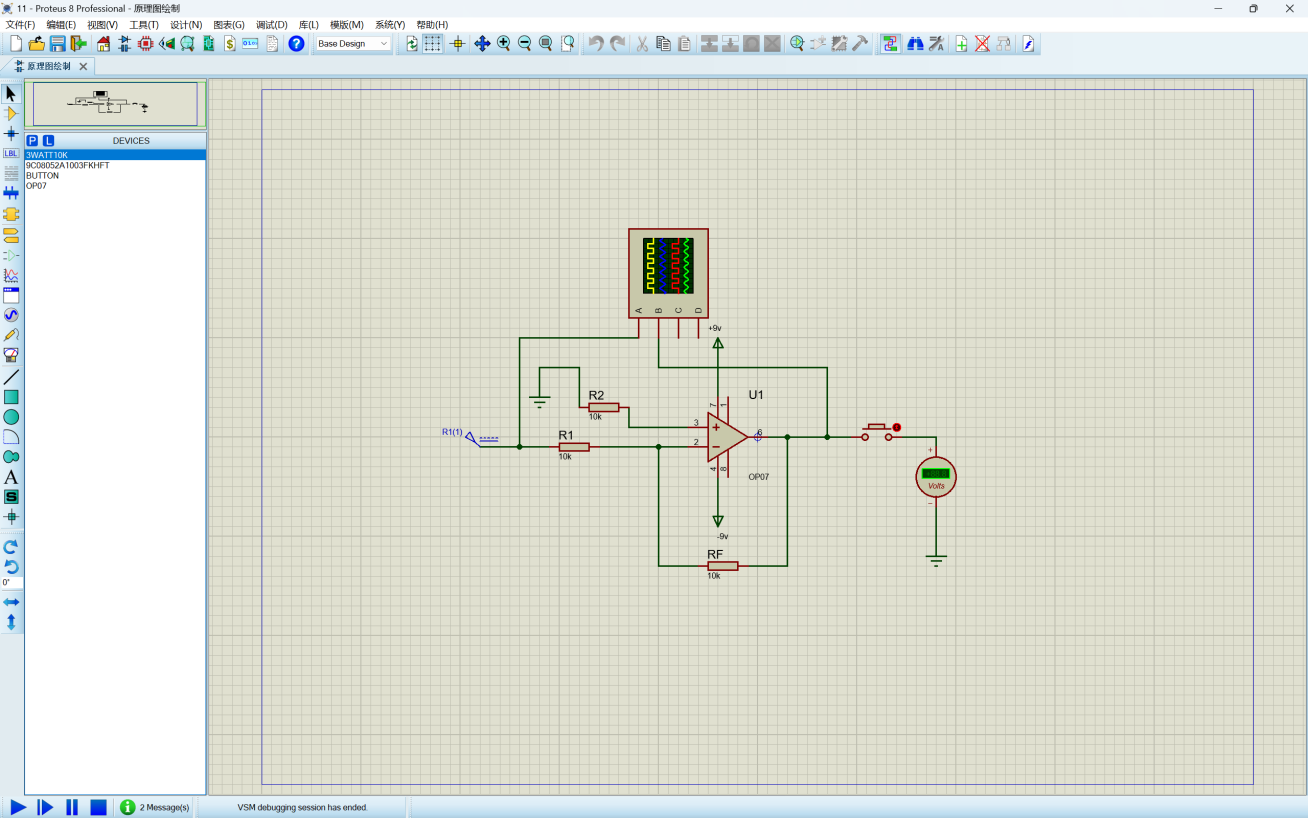 11 - Proteus 8 Professional - 原理图绘制
文件(F) 编辑(E) 视图(V) 工具(T) 设计(N) 图表(G) 调试(D) 库(L) 模版(M) 系统(Y) 帮助(H)
Base Design
原理图绘制
P L DEVICES
3WATT10K
9C08052A1003FKHFT
BUTTON
OP07
LBL
A
S
0°
A B C D
+9v
R2
10k
U1
7 1
3
R1(1)
R1
10k
2
6
4 8
OP07
+
Volts
-9v
RF
10k
2 Message(s)
VSM debugging session has ended.